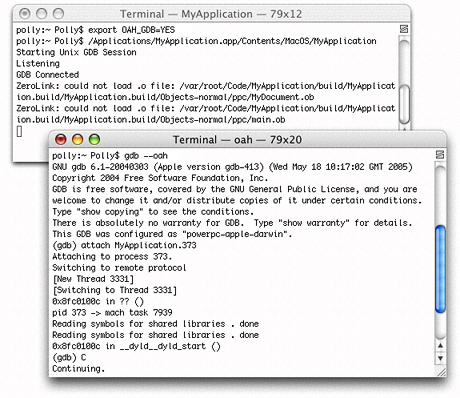 Terminal — MyApplication — 79x12
polly:~ Polly$ export OAH_GDB=YES
polly:~ Polly$ /Applications/MyApplication.app/Contents/MacOS/MyApplication
Starting Unix GDB Session
Listening
GDB Connected
ZeroLink: could not load .o file: /var/root/Code/MyApplication/build/MyApplicat
ion.build/MyApplication.build/Objects-normal/ppc/MyDocument.ob
ZeroLink: could not load .o file: /var/root/Code/MyApplication/build/MyApplicat
ion.build/MyApplication.build/Objects-normal/ppc/main.ob
Terminal — oah — 79x20
polly:~ Polly$ gdb --oah
GNU gdb 6.1-20040303 (Apple version gdb-413) (Wed May 18 10:17:02 GMT 2005)
Copyright 2004 Free Software Foundation, Inc.
GDB is free software, covered by the GNU General Public License, and you are
welcome to change it and/or distribute copies of it under certain conditions.
Type "show copying" to see the conditions.
There is absolutely no warranty for GDB.  Type "show warranty" for details.
This GDB was configured as "powerpc-apple-darwin".
(gdb) attach MyApplication.373
Attaching to process 373.
Switching to remote protocol
[New Thread 3331]
[Switching to Thread 3331]
0x8fc0100c in ?? ()
pid 373 -> mach task 7939
Reading symbols for shared libraries . done
Reading symbols for shared libraries . done
0x8fc0100c in __dyld__dyld_start ()
(gdb) C
Continuing.